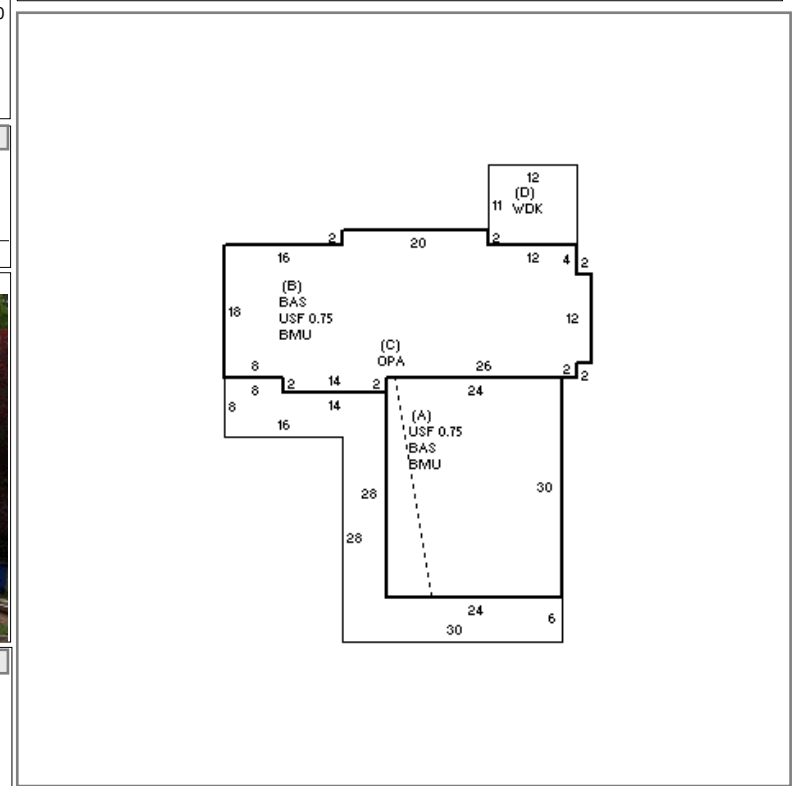 0
12
(D)
11 WDK
2 20 2
16 12 4 2
(B)
BAS
18 USF 0.75 12
BMU
(C)
OPA
8 26 2 2
8 2 14 2 24
8 14
16
(A)
USF 0.75
BAS
BMU
30
28
28
24 6
30